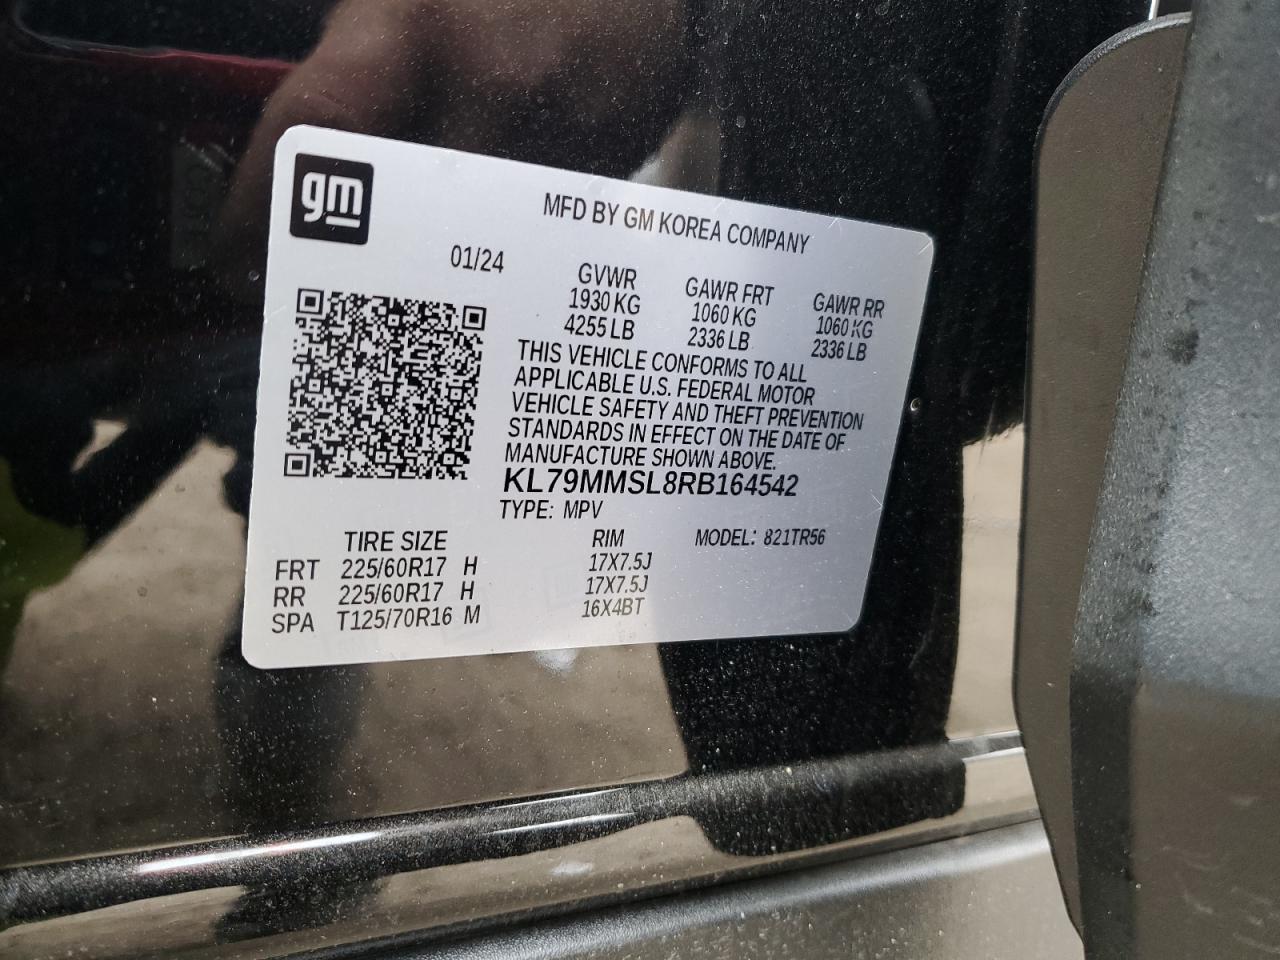 gm
MFD BY GM KOREA COMPANY
01/24
GVWR GAWR FRT GAWR RR
1930 KG 1060 KG 1060 KG
4255 LB 2336 LB 2336 LB
THIS VEHICLE CONFORMS TO ALL
APPLICABLE U.S. FEDERAL MOTOR
VEHICLE SAFETY AND THEFT PREVENTION
STANDARDS IN EFFECT ON THE DATE OF
MANUFACTURE SHOWN ABOVE.
KL79MMSL8RB164542
TYPE: MPV
TIRE SIZE RIM MODEL: 821TR56
FRT 225/60R17 H 17X7.5J
RR 225/60R17 H 17X7.5J
SPA T125/70R16 M 16X4BT